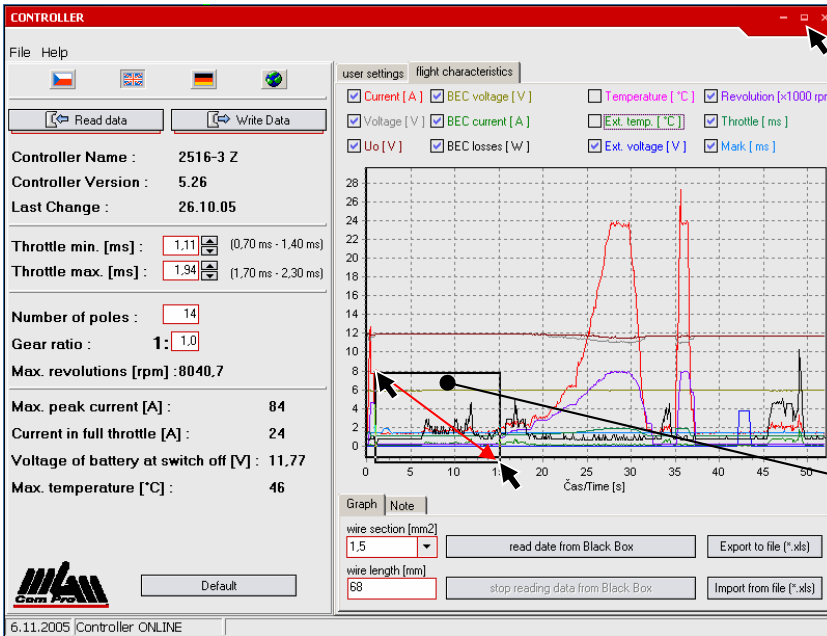 CONTROLLER
File Help
Read data
Write Data
Controller Name : 2516-3 Z
Controller Version : 5.26
Last Change : 26.10.05
Throttle min. [ms] : 1,11 (0,70 ms - 1,40 ms)
Throttle max. [ms] : 1,94 (1,70 ms - 2,30 ms)
Number of poles : 14
Gear ratio : 1: 1,0
Max. revolutions [rpm] :8040,7
Max. peak current [A] : 84
Current in full throttle [A] : 24
Voltage of battery at switch off [V] : 11,77
Max. temperature [°C] : 46
Com Pro
Default
6.11.2005 Controller ONLINE
user settings flight characteristics
Current [ A ] BEC voltage [ V ] Temperature [ °C ] Revolution [×1000 rpm
Voltage [ V ] BEC current [ A ] Ext. temp. [ °C ] Throttle [ ms ]
Uo [ V ] BEC losses [ W ] Ext. voltage [ V ] Mark [ ms ]
28
26
24
22
20
18
16
14
12
10
8
6
4
2
0
0 5 10 15 20 25 30 35 40 45 50
Čas/Time [s]
Graph Note
wire section [mm2]
1,5
read date from Black Box
Export to file (*.xls)
wire length [mm]
68
stop reading data from Black Box
Import from file (*.xls)